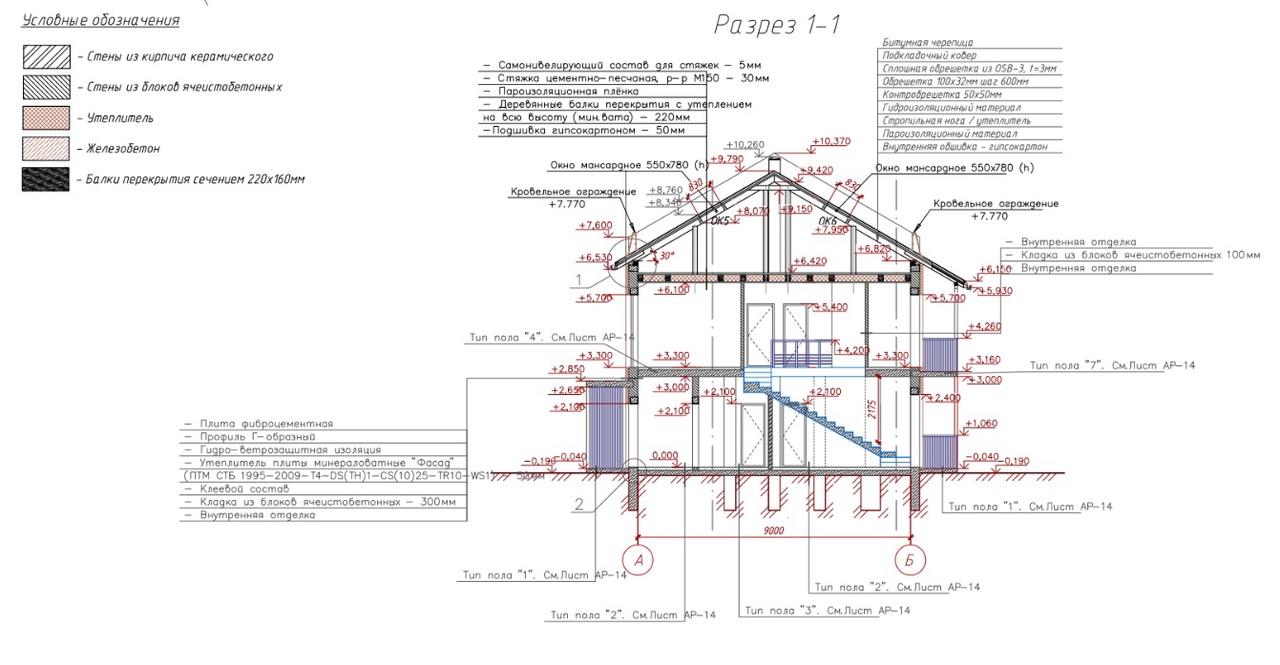 Условные обозначания
Разрез 1-1
- Стены из кирпича керамического
- Стены из блоков ячеистобетонных
- Утеплитель
- Железобетон
- Балки перекрытия сечением 220х160мм
- Самонивелирующий состав для стяжек - 5мм
- Стяжка цементно-песчаная, р-р М150 - 30мм
- Пароизоляционная плёнка
- Деревянные балки перекрытия с утеплением
на всю высоту (мин.вата) - 220мм
-Подшивка гипсокартоном - 50мм
Битумная черепица
Подкладочный ковер
Сплошная обрешетка из OSB-3, t=3мм
Обрешетка 100х32мм шаг 600мм
Контробрешетка 50х50мм
Гидроизоляционный материал
Стропильная нога / утеплитель
Пароизоляционный материал
Внутренняя обшивка - гипсокартон
+10,260
+10,370
+9,790
+9,420
Окно мансардное 550х780 (h)
Окно мансардное 550х780 (h)
830
830
Кровельное ограждение
+7.770
Кровельное ограждение
+7.770
+8,760
+8,340
+8,070
+9,150
ОК5
ОК6
+7,950
+7,600
+6,530
30°
+6,820
+6,420
- Внутренняя отделка
- Кладка из блоков ячеистобетонных 100мм
- Внутренняя отделка
1
+6,100
+6,150
+5,930
+5,700
+5,700
+5,400
+4,260
+4,200
Тип пола "4". См.Лист АР-14
+3,300
+3,300
+3,300
+3,160
Тип пола "7". См.Лист АР-14
+2,850
+3,000
+3,000
+2,650
+2,100
+2,100
+2,100
+2,100
+2,400
2175
+1,060
- Плита фиброцементная
- Профиль Г-образный
- Гидро-ветрозащитная изоляция
- Утеплитель плиты минераловатные "Фасад"
(ПТМ СТБ 1995-2009-Т4-DS(TH)1-CS(10)25-TR10-WS1)
- Клеевой состав
- Кладка из блоков ячеистобетонных - 300мм
- Внутренняя отделка
-0,190
-0,040
0,000
-0,040
-0,190
2
Тип пола "1". См.Лист АР-14
9000
А
Б
Тип пола "1". См.Лист АР-14
Тип пола "2". См.Лист АР-14
Тип пола "2". См.Лист АР-14
Тип пола "3". См.Лист АР-14